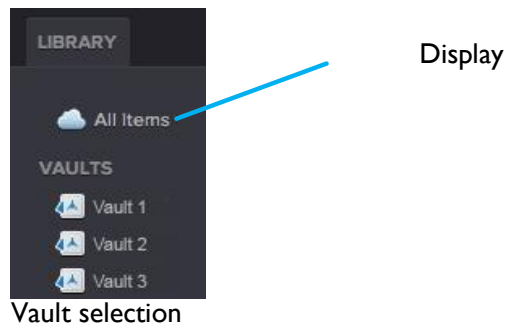 LIBRARY
Display
All Items
VAULTS
Vault 1
Vault 2
Vault 3
Vault selection